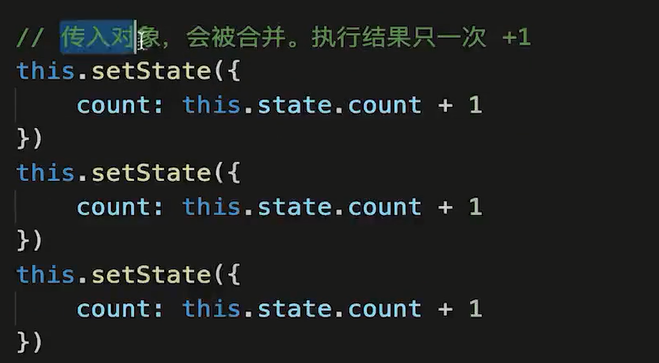 // 传入对象，会被合并。执行结果只一次 +1
this.setState({
    count: this.state.count + 1
})
this.setState({
    count: this.state.count + 1
})
this.setState({
    count: this.state.count + 1
})